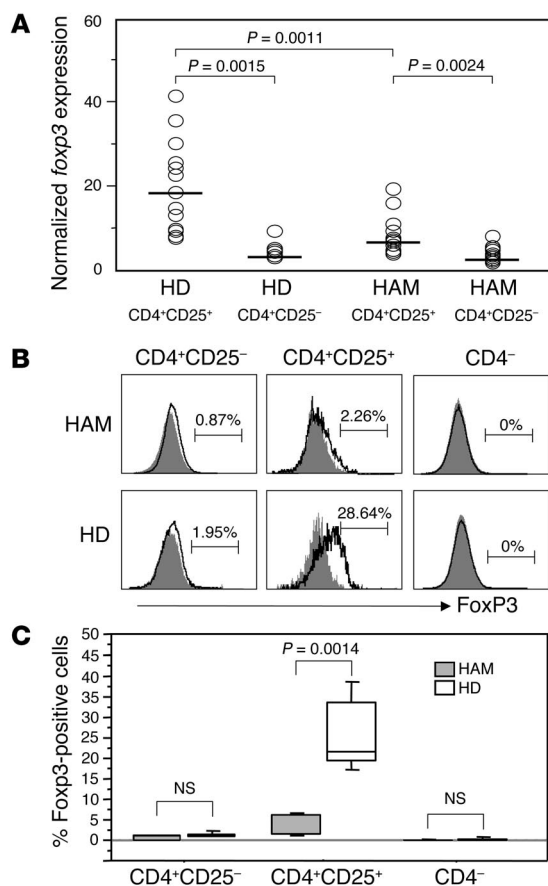 A
60
P = 0.0011
P = 0.0015
P = 0.0024
40
20
0
Normalized foxp3 expression
HD HD HAM HAM
CD4+CD25+ CD4+CD25− CD4+CD25+ CD4+CD25−
B
CD4+CD25− CD4+CD25+ CD4−
HAM
0.87% 2.26% 0%
HD
1.95% 28.64% 0%
FoxP3
C
50
45
40
35
30
25
20
15
10
5
0
% Foxp3-positive cells
P = 0.0014
HAM
HD
NS
NS
CD4+CD25− CD4+CD25+ CD4−